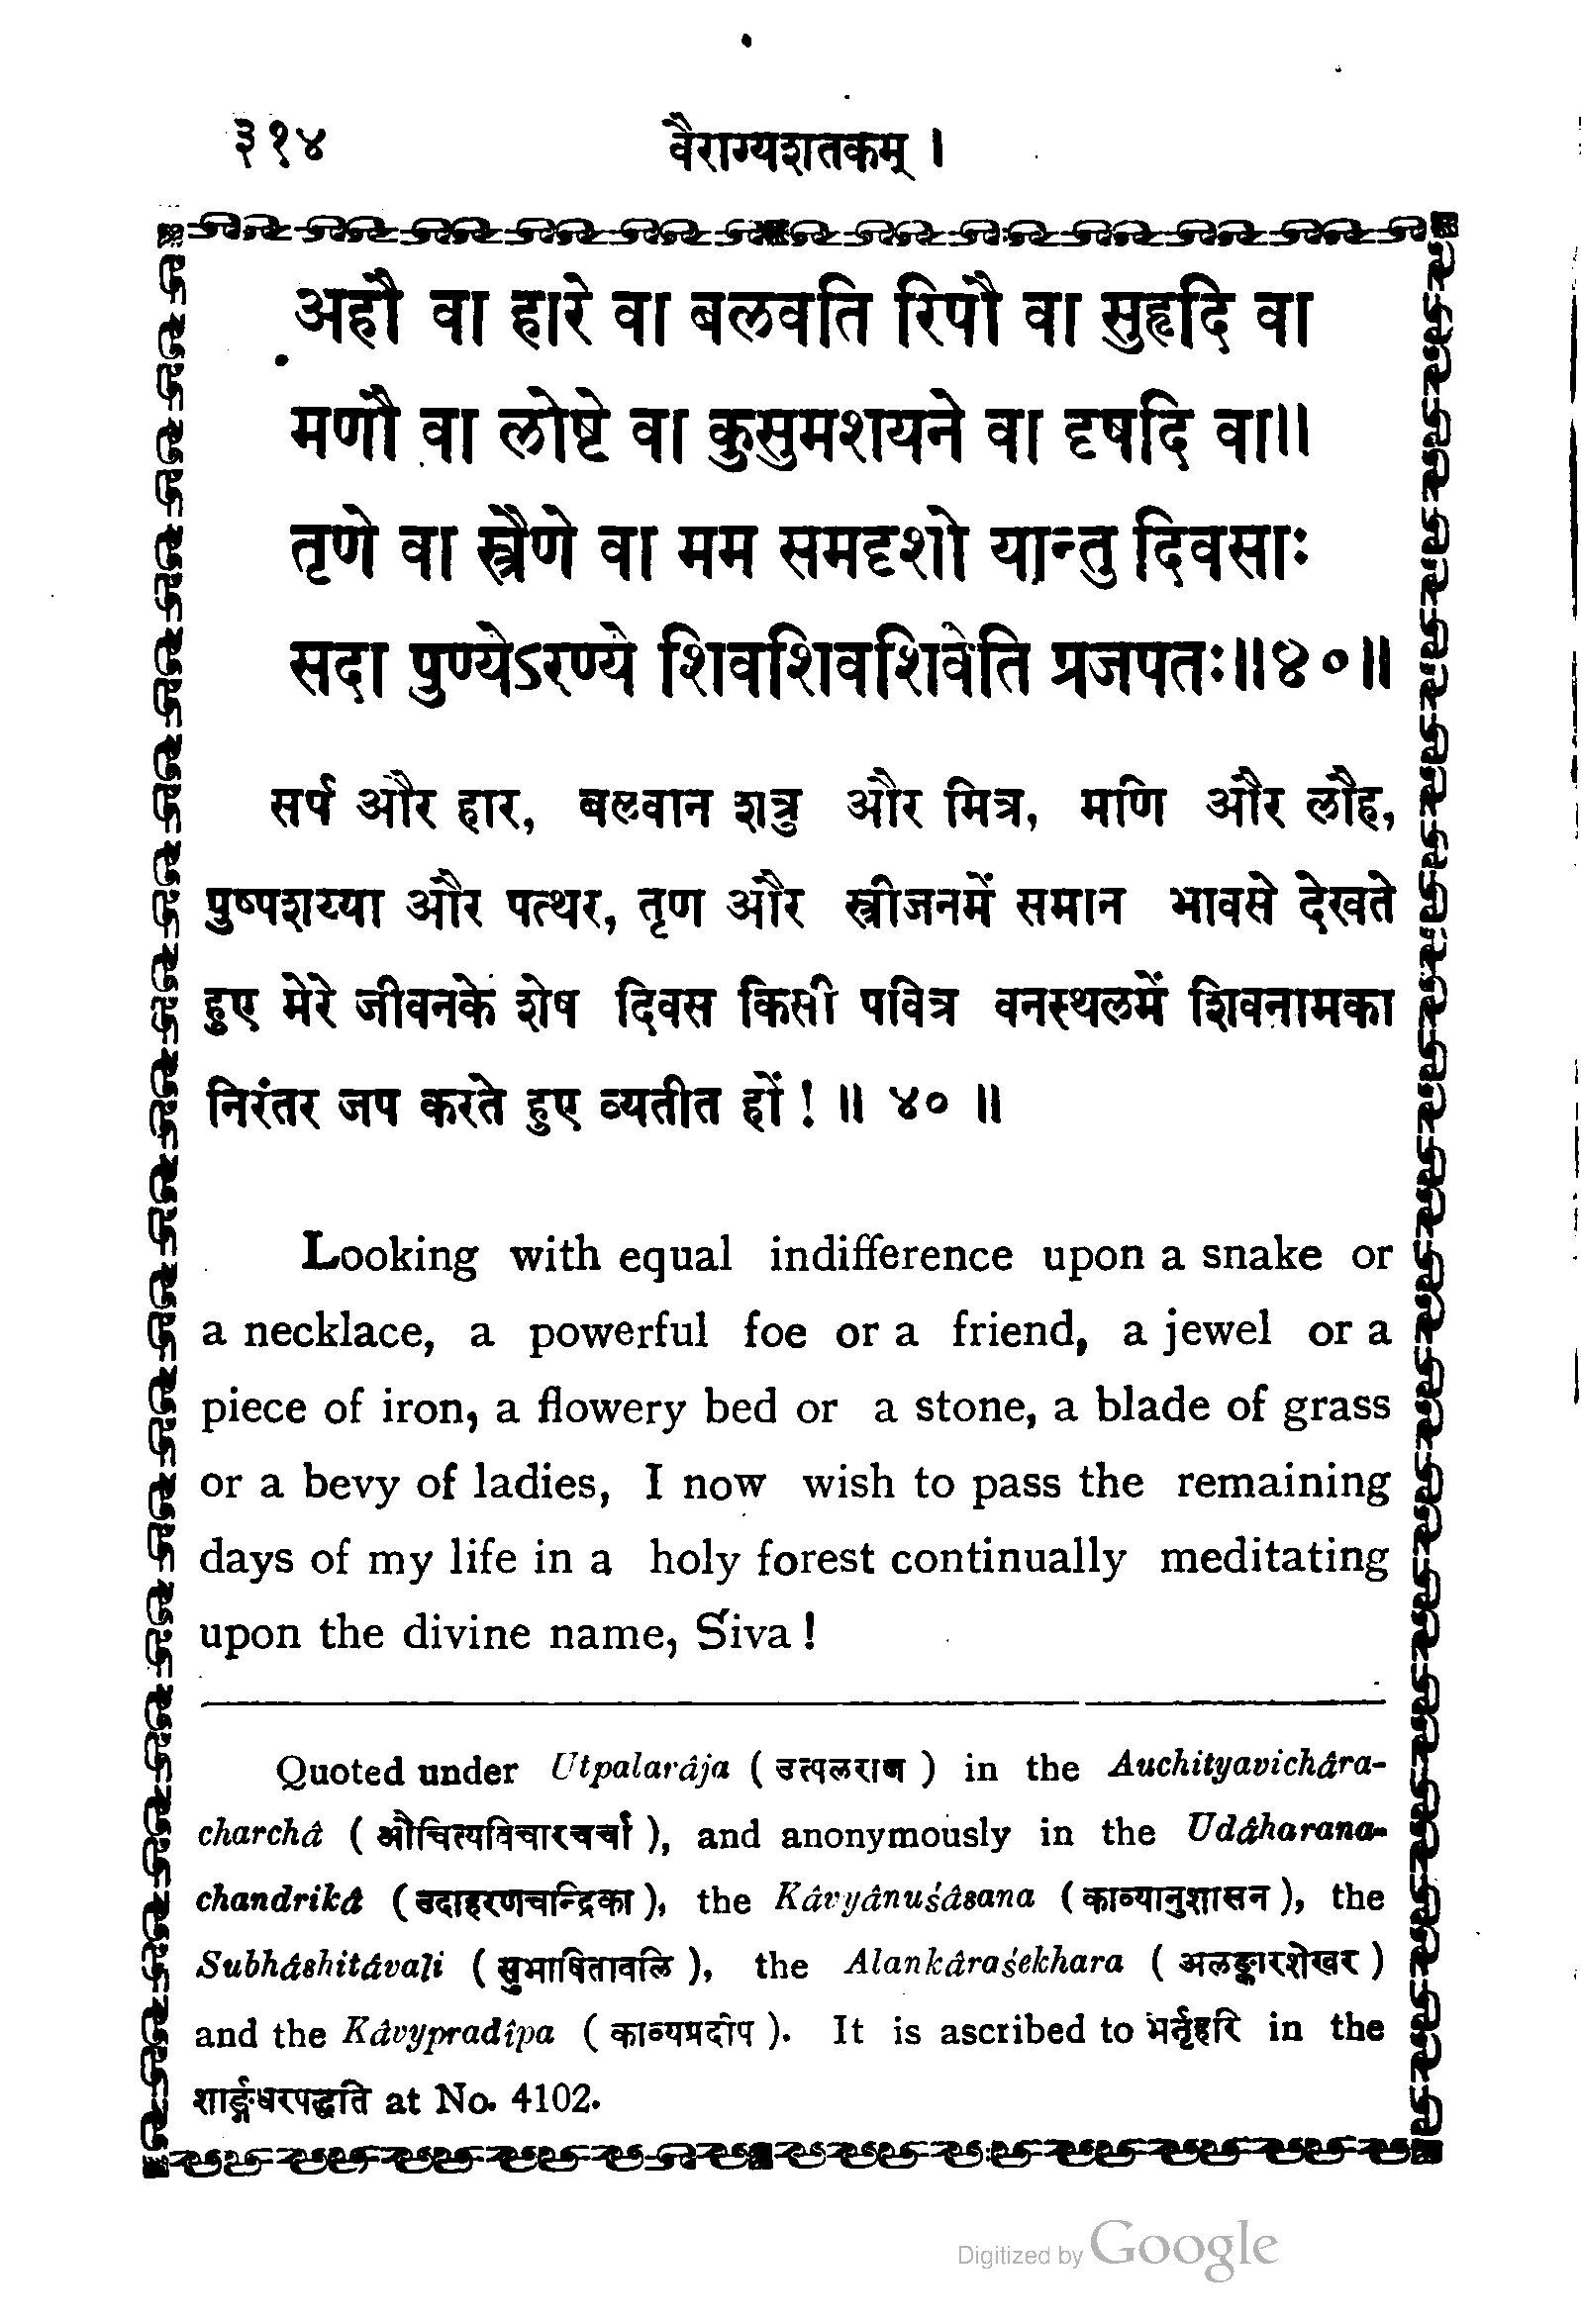 ३१४ वैराग्यशतकम् ।
अहौ वा हारे वा बलवति रिपौ वा सुहृदि वा
मणौ वा लोष्टे वा कुसुमशयने वा दृषदि वा॥
तृणे वा स्त्रैणे वा मम समदृशो यान्तु दिवसाः
सदा पुण्येऽरण्ये शिवशिवशिवेति प्रजपतः॥४०॥
सर्प और हार, बलवान शत्रु और मित्र, मणि और लौह,
पुष्पशय्या और पत्थर, तृण और स्त्रीजनमें समान भावसे देखते
हुए मेरे जीवनके शेष दिवस किसी पवित्र वनस्थलमें शिवनामका
निरंतर जप करते हुए व्यतीत हों ! ॥ ४० ॥
Looking with equal indifference upon a snake or
a necklace, a powerful foe or a friend, a jewel or a
piece of iron, a flowery bed or a stone, a blade of grass
or a bevy of ladies, I now wish to pass the remaining
days of my life in a holy forest continually meditating
upon the divine name, Śiva !
Quoted under Utpalarâja ( उत्पलराज ) in the Auchityavichâra-
charchâ ( औचित्यविचारचर्चा ), and anonymously in the Udâharana-
chandrikâ ( उदाहरणचान्द्रिका ), the Kâvyânuśâsana ( काव्यानुशासन ), the
Subhâshitâvali ( सुभाषितावलि ), the Alankâraśekhara ( अलङ्कारशेखर )
and the Kâvypradîpa ( काव्यप्रदीप ). It is ascribed to भर्तृहरि in the
शार्ङ्गधरपद्धति at No. 4102.
Digitized by Google